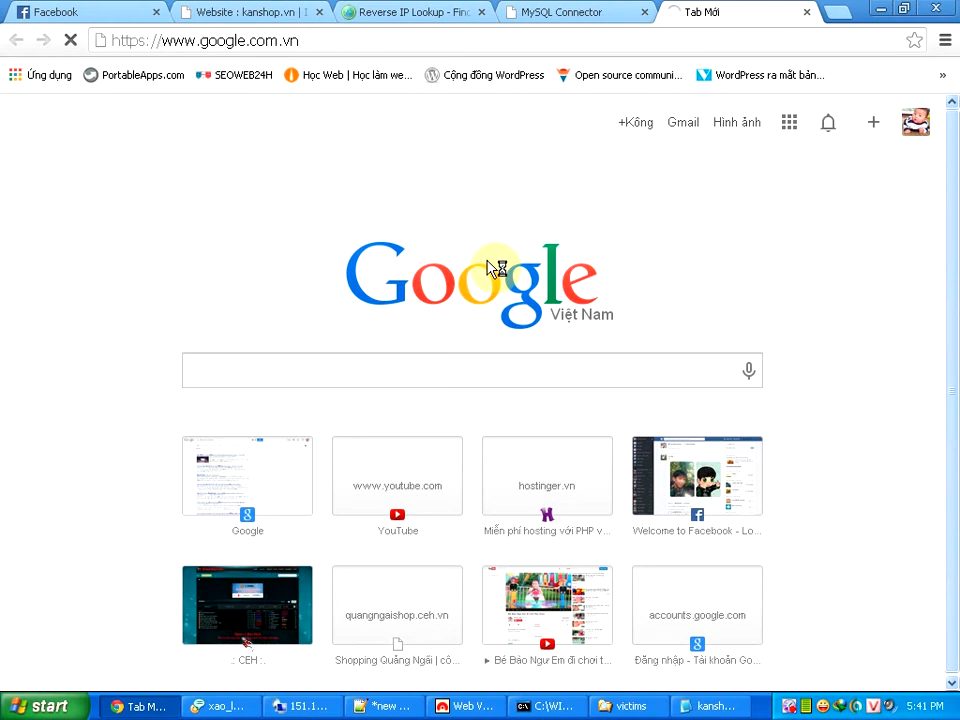 Facebook
Website : kanshop.vn | I
Reverse IP Lookup - Finc
MySQL Connector
Tab Mới
https://www.google.com.vn
Ứng dụng
PortableApps.com
SEOWEB24H
Học Web | Học làm we...
Cộng đồng WordPress
Open source communi...
WordPress ra mắt bản...
»
+Kông
Gmail
Hình ảnh
Google
Việt Nam
www.youtube.com
hostinger.vn
Google
YouTube
Miễn phí hosting với PHP v...
Welcome to Facebook - Lo...
quangngaishop.ceh.vn
accounts.google.com
.: CEH :.
Shopping Quảng Ngãi | cô...
► Bé Bảo Ngư Em đi chơi t...
Đăng nhập - Tài khoản Go...
start
Tab M...
xao_l...
151.1...
*new ...
Web V...
C:\WI...
victims
kansh...
5:41 PM